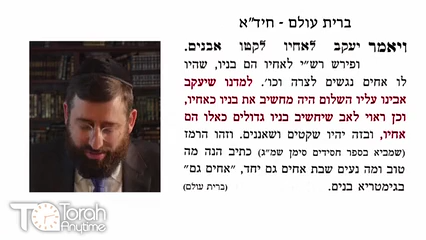 ברית עולם - חיד"א
ויאמר יעקב לאחיו לקטו אבנים.
ופירש רש"י לאחיו הם בניו, שהיו
לו אחים נגשים לצרה וכו'. למדנו שיעקב
אבינו עליו השלום היה מחשיב את בניו כאחיו,
וכן ראוי לאב שיחשיב בניו גדולים כאלו הם
אחיו, ובזה יהיו שקטים ושאננים. וזהו הרמז
(שמביא בספר חסידים סימן שמ"ג) כתיב הנה מה
טוב ומה נעים שבת אחים גם יחד, "אחים גם"
בגימטריא בנים. (ברית עולם)
Torah
Anytime